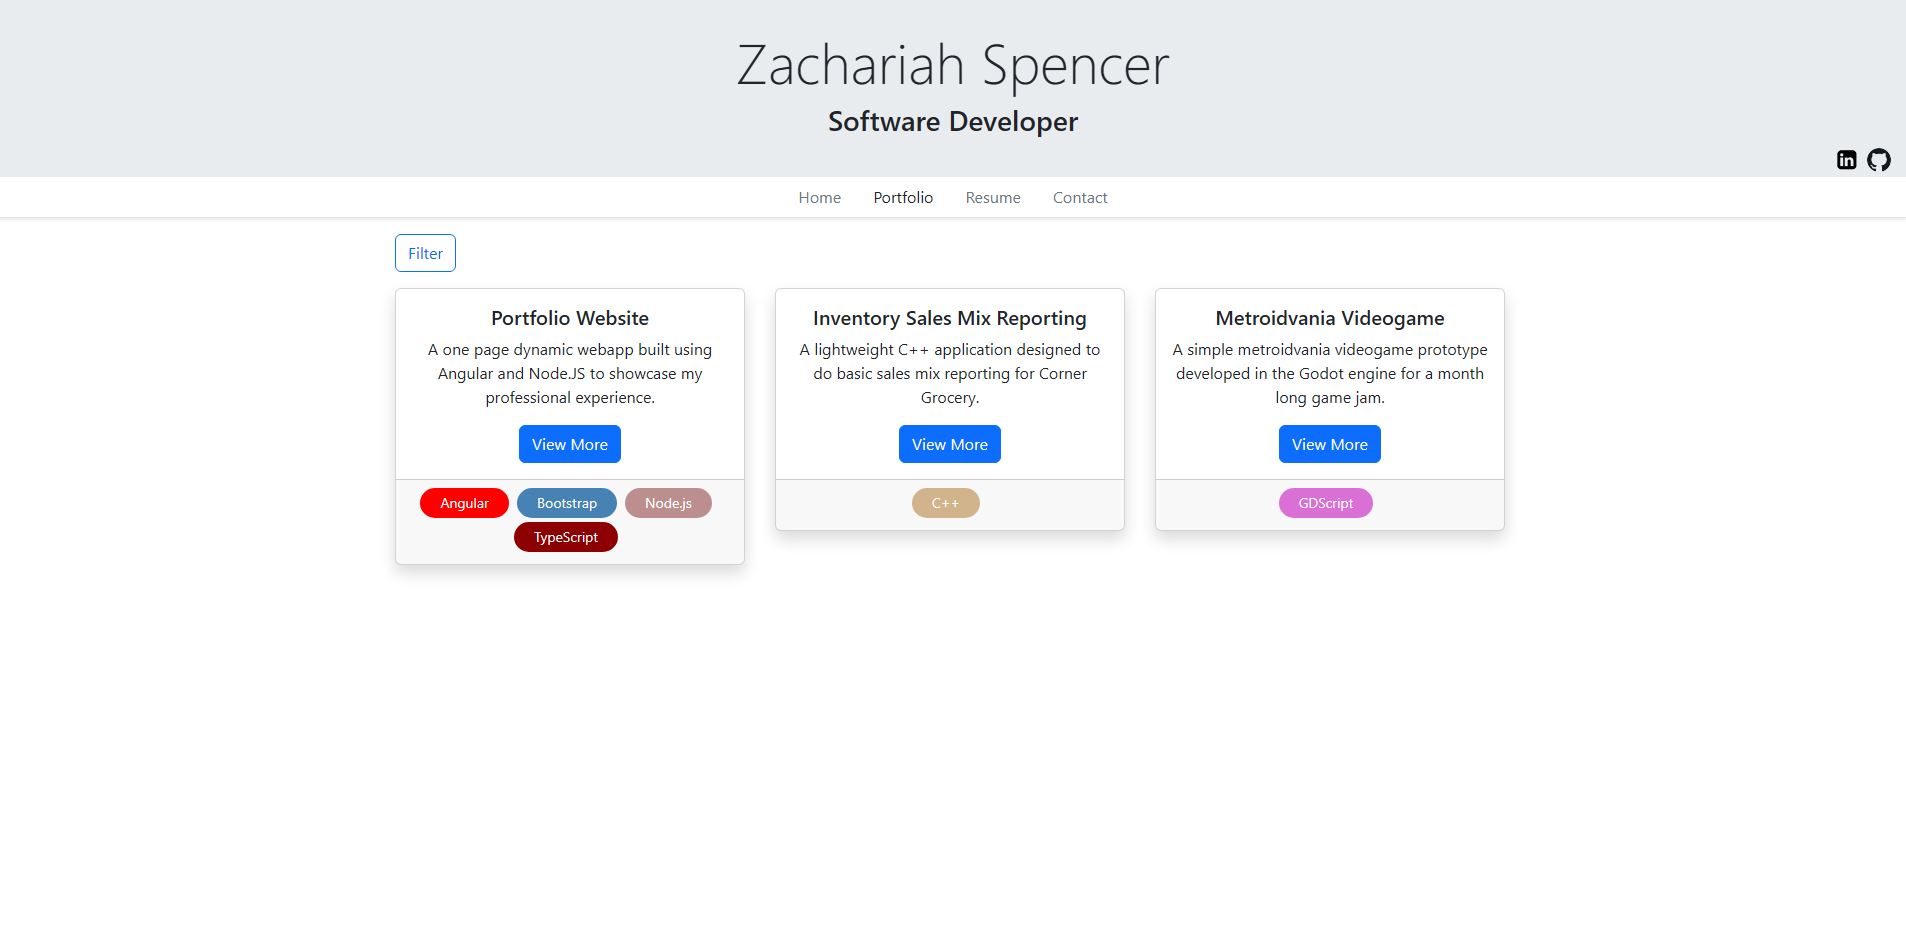 Zachariah Spencer
Software Developer
in
Home Portfolio Resume Contact
Filter
Portfolio Website
A one page dynamic webapp built using
Angular and Node.JS to showcase my
professional experience.
View More
Angular Bootstrap Node.js
TypeScript
Inventory Sales Mix Reporting
A lightweight C++ application designed to
do basic sales mix reporting for Corner
Grocery.
View More
C++
Metroidvania Videogame
A simple metroidvania videogame prototype
developed in the Godot engine for a month
long game jam.
View More
GDScript